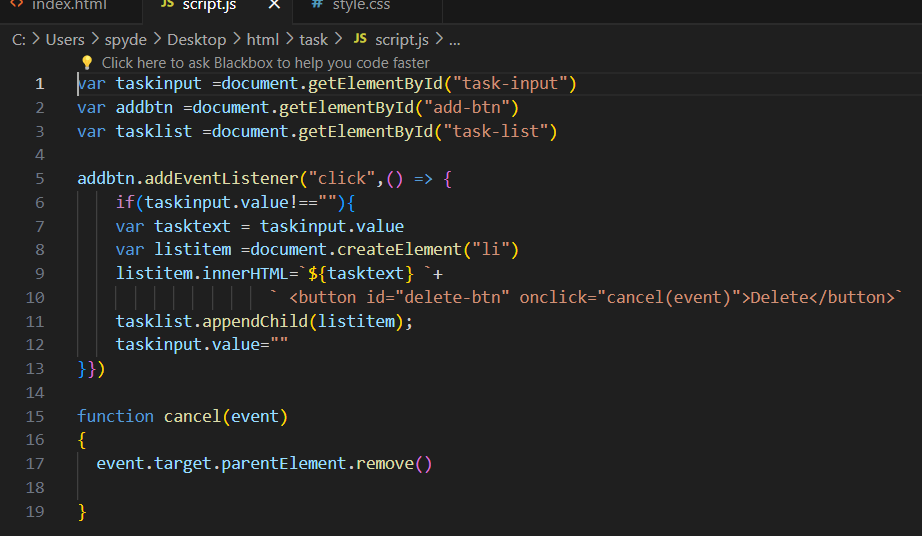 index.html JS script.js × # style.css
C: > Users > spyde > Desktop > html > task > JS script.js > ...
Click here to ask Blackbox to help you code faster
1 var taskinput =document.getElementById("task-input")
2 var addbtn =document.getElementById("add-btn")
3 var tasklist =document.getElementById("task-list")
4
5 addbtn.addEventListener("click",() => {
6     if(taskinput.value!==""){
7     var tasktext = taskinput.value
8     var listitem =document.createElement("li")
9     listitem.innerHTML=`${tasktext} `+
10                     ` <button id="delete-btn" onclick="cancel(event)">Delete</button>`
11     tasklist.appendChild(listitem);
12     taskinput.value=""
13 }})
14
15 function cancel(event)
16 {
17   event.target.parentElement.remove()
18
19 }